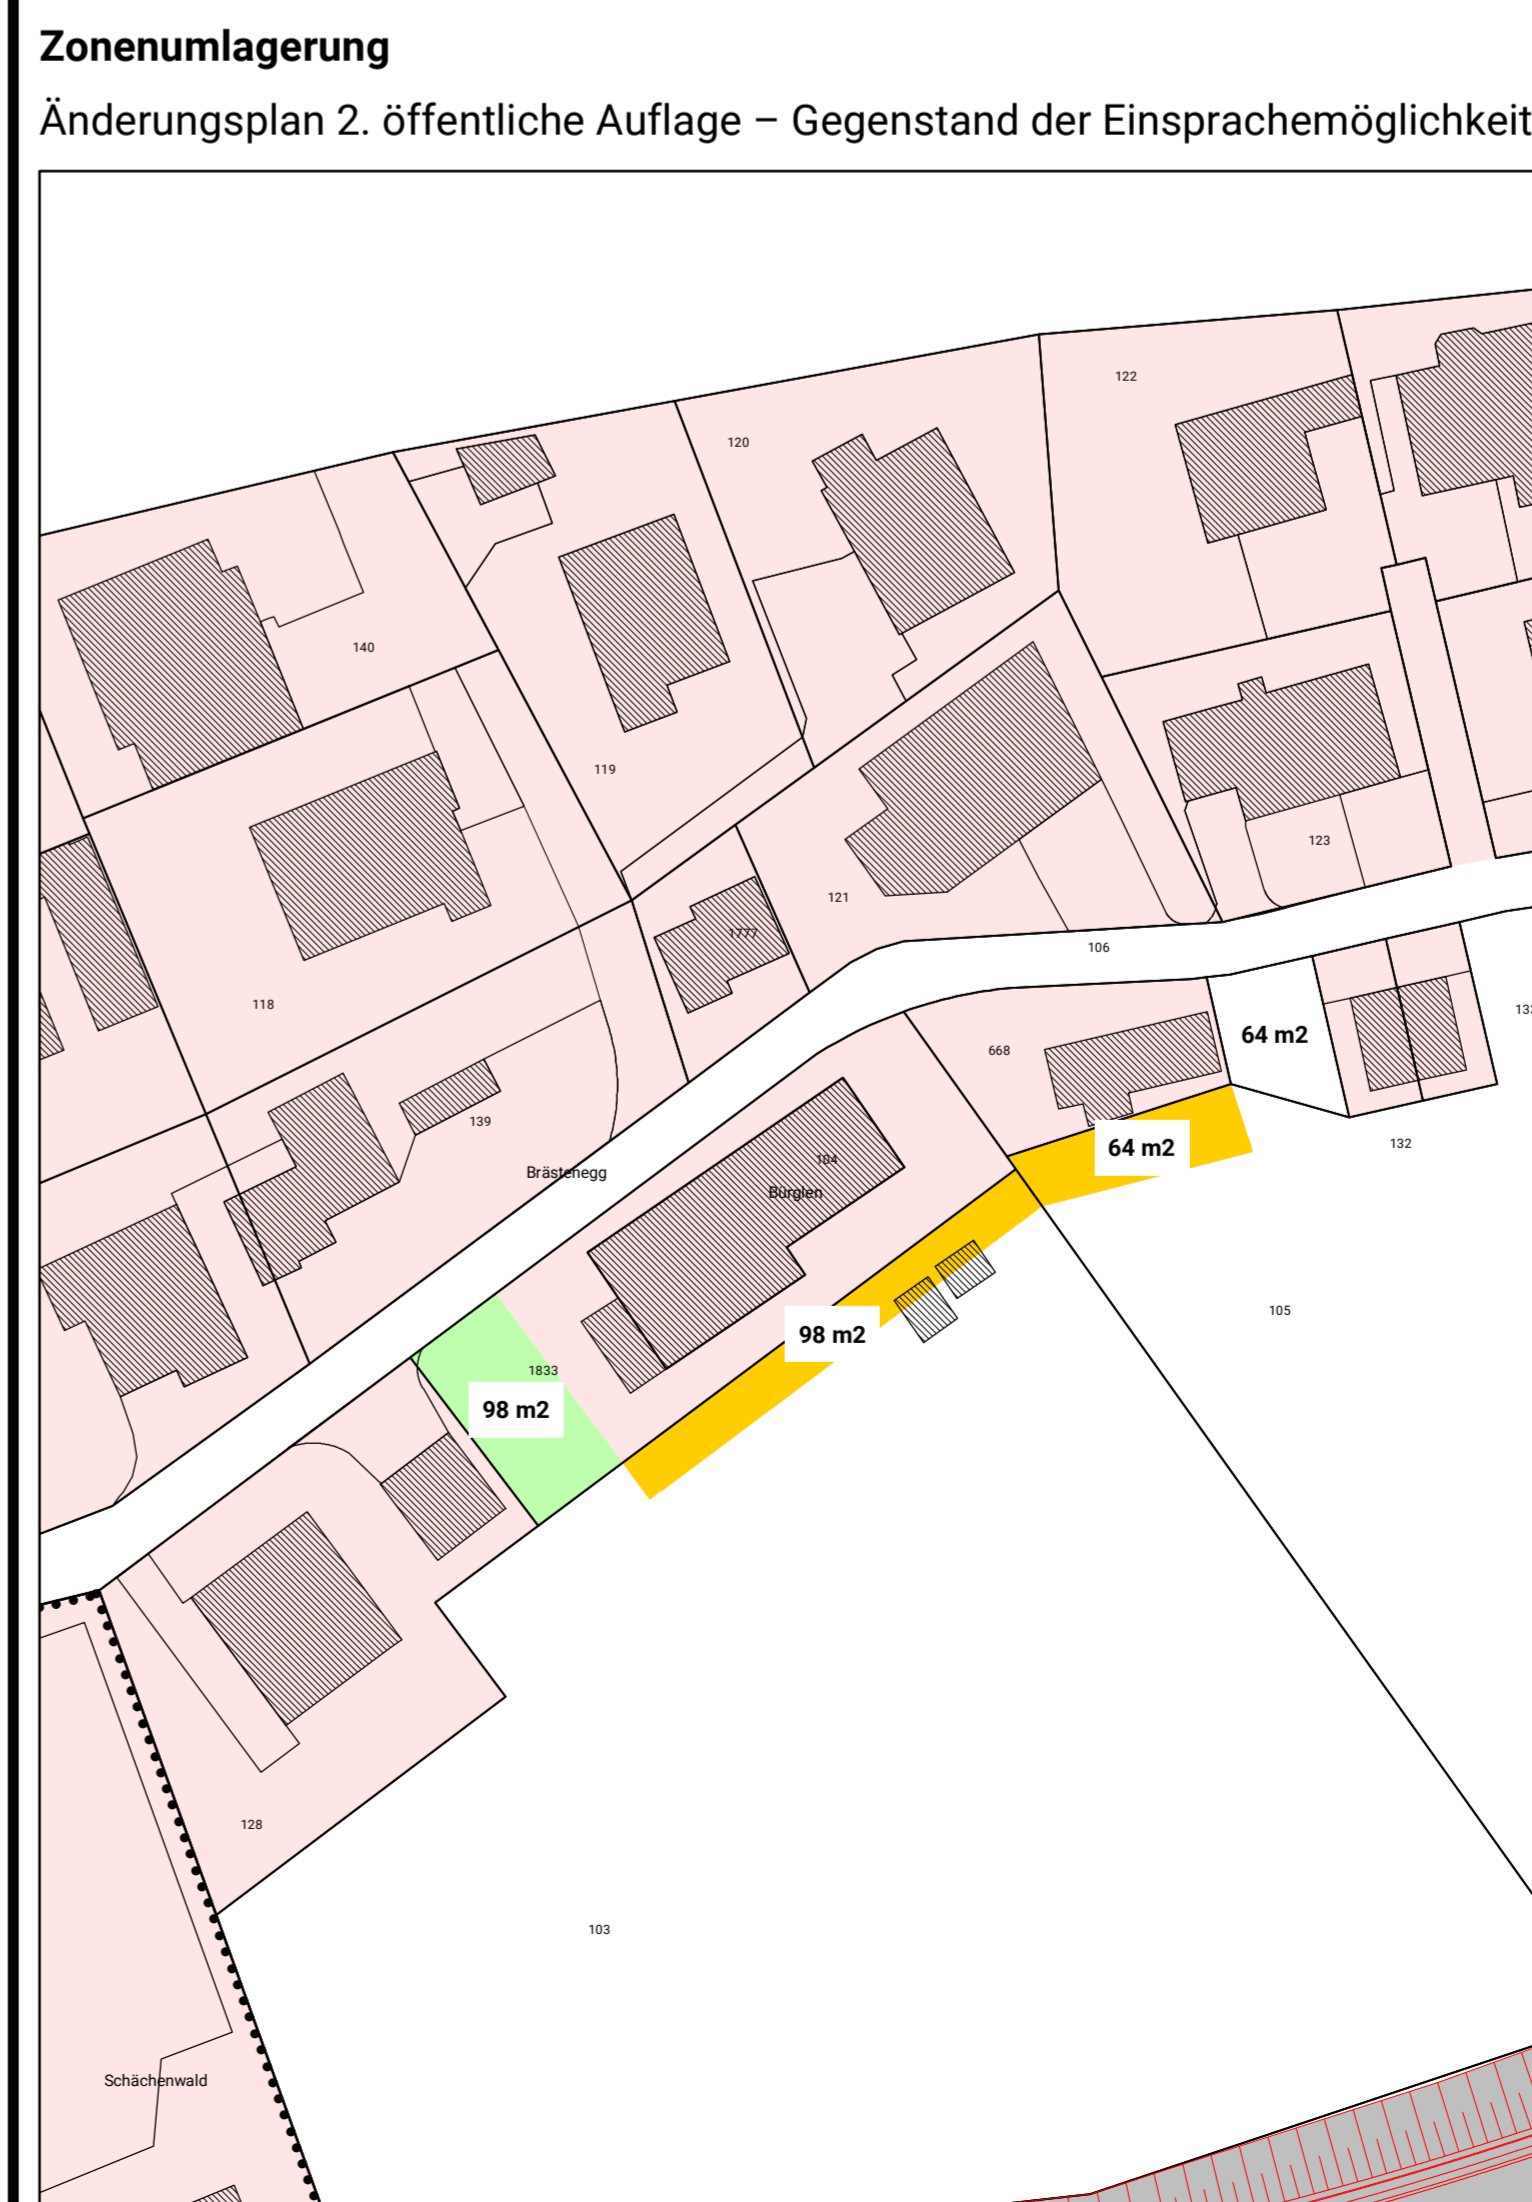 Zonenumlagerung
Änderungsplan 2. öffentliche Auflage – Gegenstand der Einsprachemöglichkeit
122
120
140
119
123
121
1777
106
118
133
64 m2
668
139
132
64 m2
104
Brästenegg
Bürglen
105
98 m2
1833
98 m2
128
103
Schächenwald